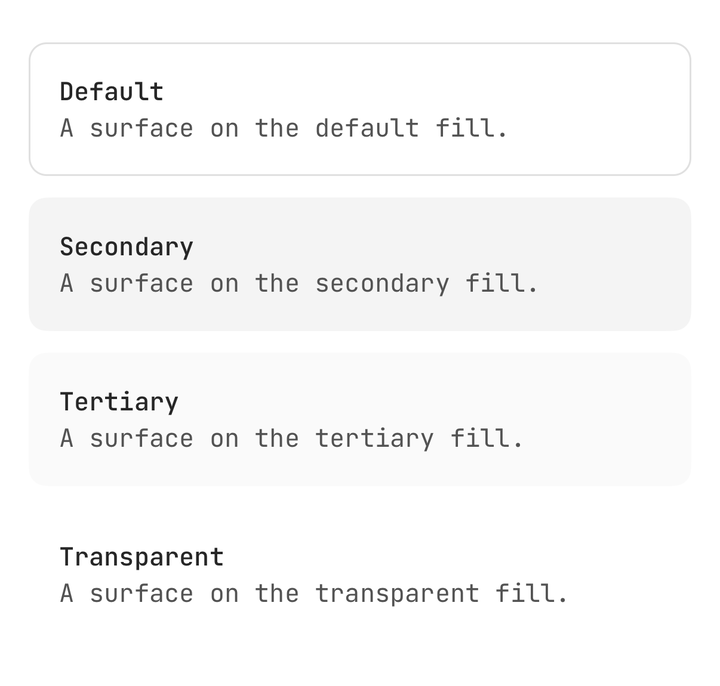 Default
A surface on the default fill.
Secondary
A surface on the secondary fill.
Tertiary
A surface on the tertiary fill.
Transparent
A surface on the transparent fill.